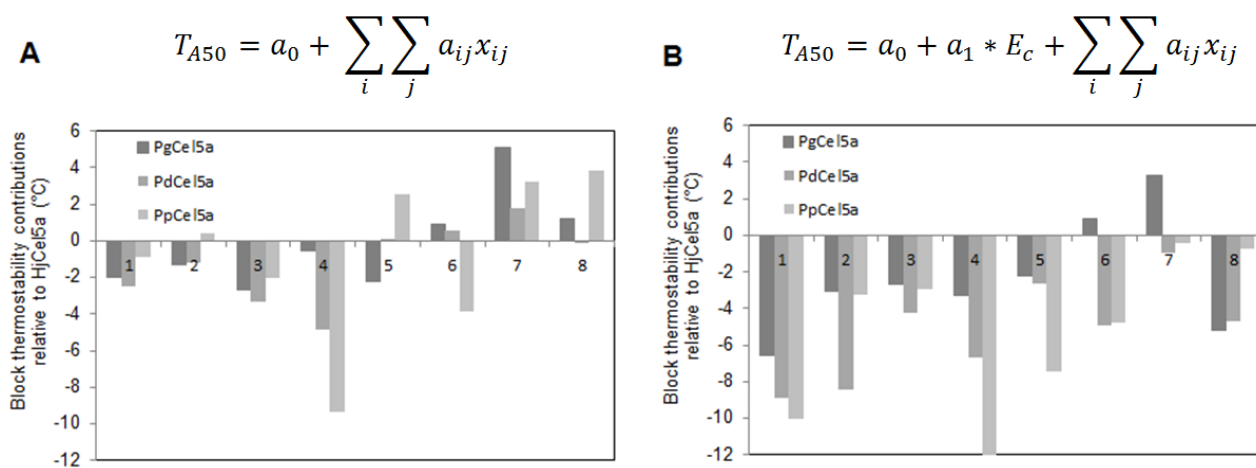 A
T_{A50} = a_0 + \sum_i \sum_j a_{ij} x_{ij}
Block thermostability contributions
relative to HjCel5a (°C)
6
4
2
0
-2
-4
-6
-8
-10
-12
PgCel5a
PdCel5a
PpCel5a
1
2
3
4
5
6
7
8
B
T_{A50} = a_0 + a_1 * E_c + \sum_i \sum_j a_{ij} x_{ij}
Block thermostability contributions
relative to HjCel5a (°C)
6
4
2
0
-2
-4
-6
-8
-10
-12
PgCel5a
PdCel5a
PpCel5a
1
2
3
4
5
6
7
8